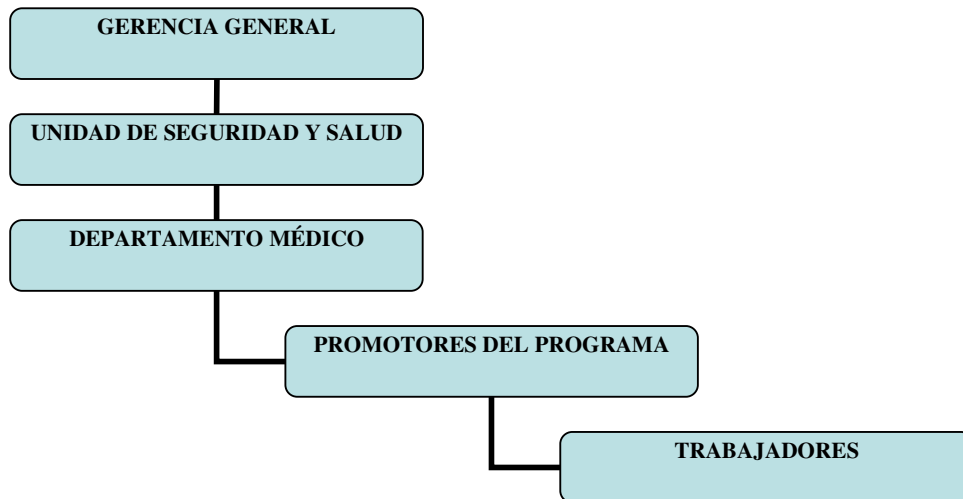 GERENCIA GENERAL
UNIDAD DE SEGURIDAD Y SALUD
DEPARTAMENTO MÉDICO
PROMOTORES DEL PROGRAMA
TRABAJADORES